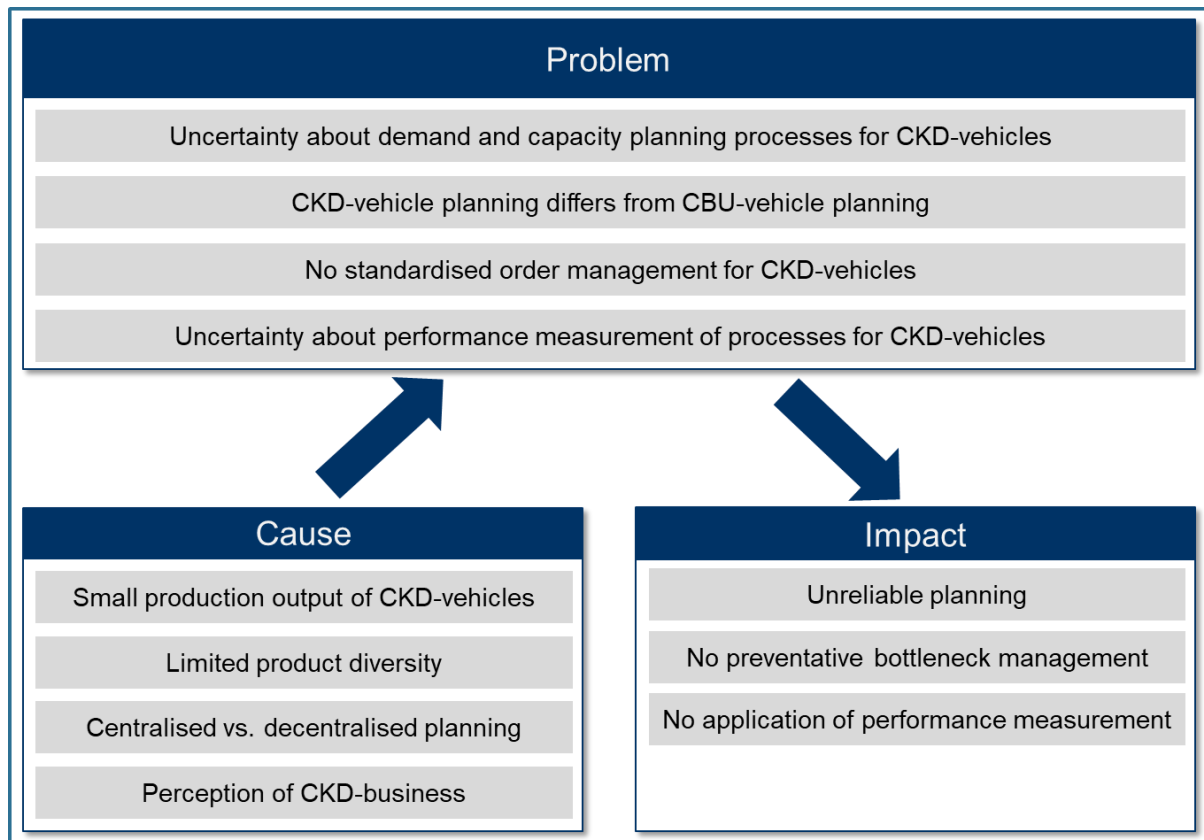 Problem
Uncertainty about demand and capacity planning processes for CKD-vehicles
CKD-vehicle planning differs from CBU-vehicle planning
No standardised order management for CKD-vehicles
Uncertainty about performance measurement of processes for CKD-vehicles
Cause
Small production output of CKD-vehicles
Limited product diversity
Centralised vs. decentralised planning
Perception of CKD-business
Impact
Unreliable planning
No preventative bottleneck management
No application of performance measurement